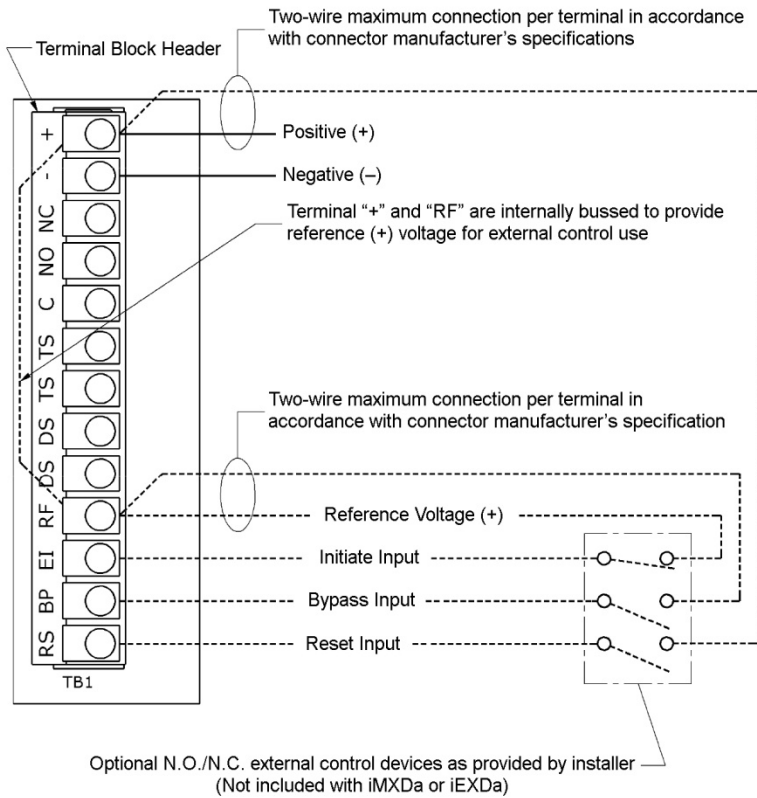 Two-wire maximum connection per terminal in accordance
with connector manufacturer’s specifications
Terminal Block Header
+
Positive (+)
-
Negative (–)
NC
Terminal “+” and “RF” are internally bussed to provide
reference (+) voltage for external control use
NO
C
TS
TS
Two-wire maximum connection per terminal in
accordance with connector manufacturer’s specification
DS
DS
RF
Reference Voltage (+)
EI
Initiate Input
BP
Bypass Input
RS
Reset Input
TB1
Optional N.O./N.C. external control devices as provided by installer
(Not included with iMXDa or iEXDa)